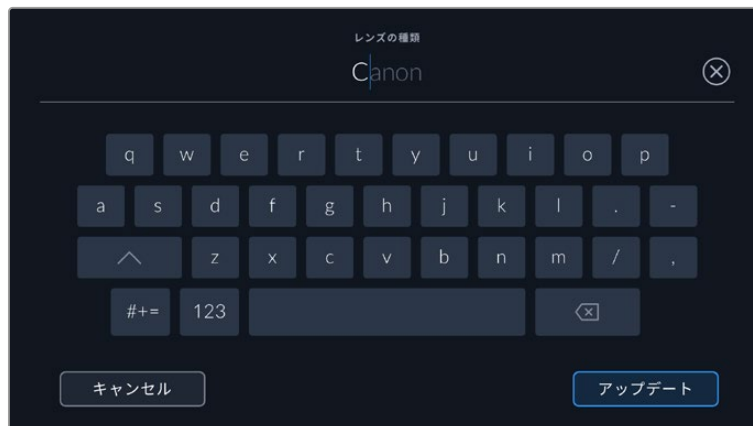 レンズの種類
Canon
q w e r t y u i o p
a s d f g h j k l . -
z x c v b n m / ,
#+= 123
キャンセル アップデート